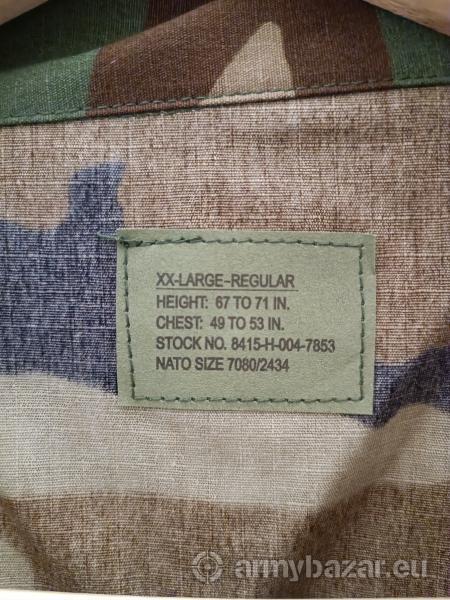 XX-LARGE-REGULAR
HEIGHT: 67 TO 71 IN.
CHEST: 49 TO 53 IN.
STOCK NO. 8415-H-004-7853
NATO SIZE 7080/2434
armybazar.eu